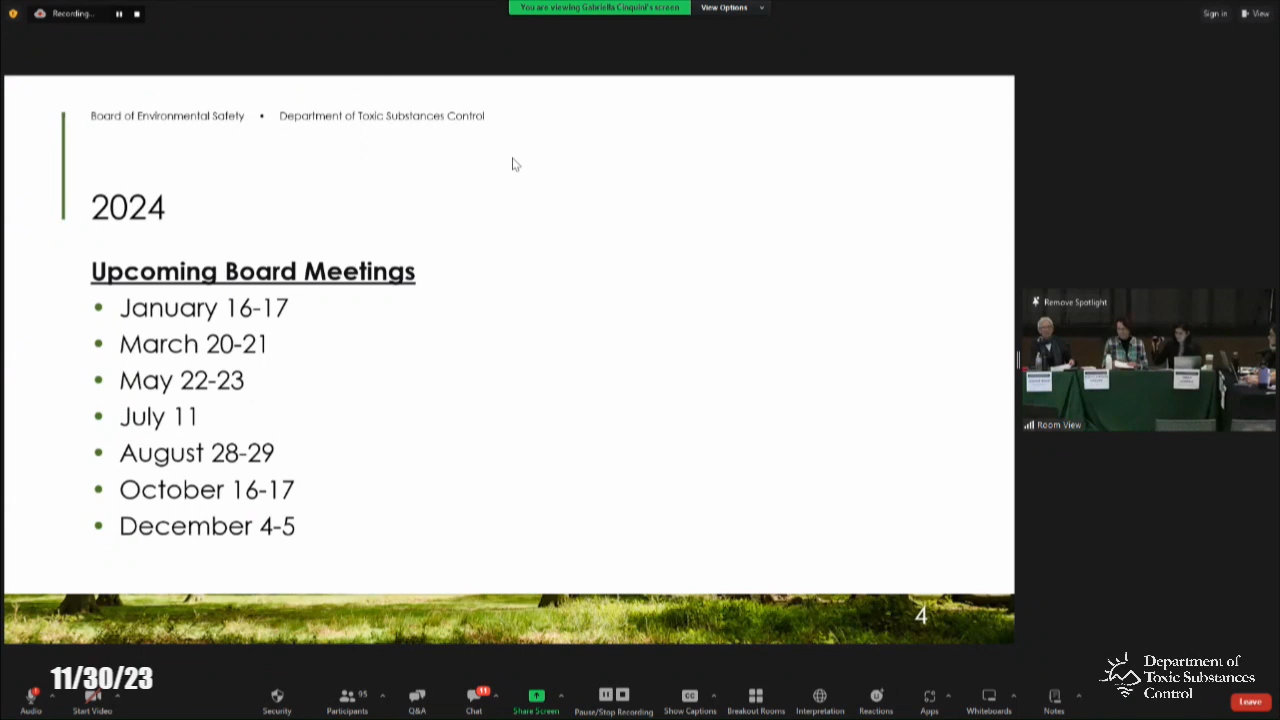 Recording...
You are viewing Gabriella Cinquini's screen
View Options
Sign in
View
Board of Environmental Safety • Department of Toxic Substances Control
2024
Upcoming Board Meetings
• January 16-17
• March 20-21
• May 22-23
• July 11
• August 28-29
• October 16-17
• December 4-5
4
Remove Spotlight
Room View
11/30/23
Department of
Toxic Substances
Control
Audio
Start Video
Security
Participants
95
Q&A
Chat
11
Share Screen
Pause/Stop Recording
CC
Show Captions
Breakout Rooms
Interpretation
Reactions
Apps
Whiteboards
Notes
Leave